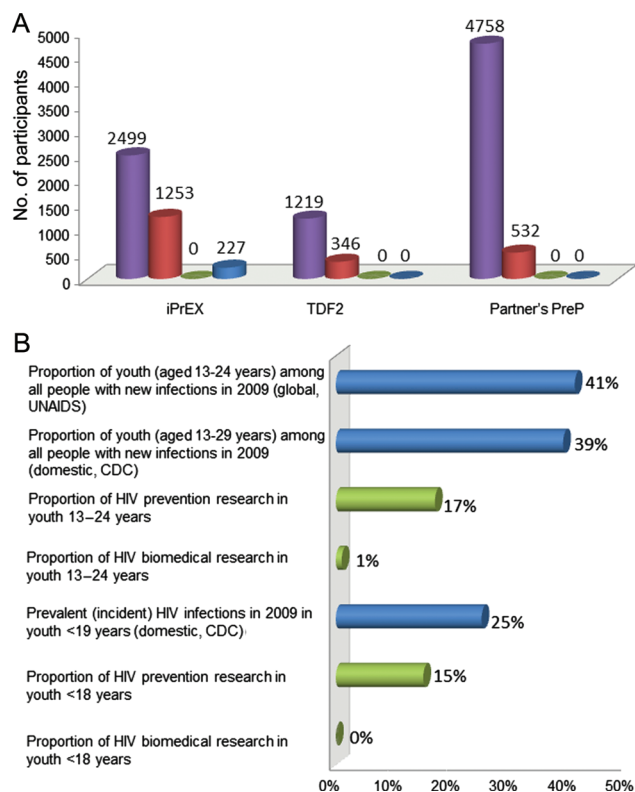 A
5000
4500
4000
3500
3000
2500
2000
1500
1000
500
0
No. of participants
2499
1253
0
227
1219
346
0
0
4758
532
0
0
iPrEX
TDF2
Partner's PreP
B
Proportion of youth (aged 13-24 years) among
all people with new infections in 2009 (global,
UNAIDS)
41%
Proportion of youth (aged 13-29 years) among
all people with new infections in 2009
(domestic, CDC)
39%
Proportion of HIV prevention research in
youth 13–24 years
17%
Proportion of HIV biomedical research in
youth 13–24 years
1%
Prevalent (incident) HIV infections in 2009 in
youth <19 years (domestic, CDC)
25%
Proportion of HIV prevention research in
youth <18 years
15%
Proportion of HIV biomedical research in
youth <18 years
0%
0% 10% 20% 30% 40% 50%